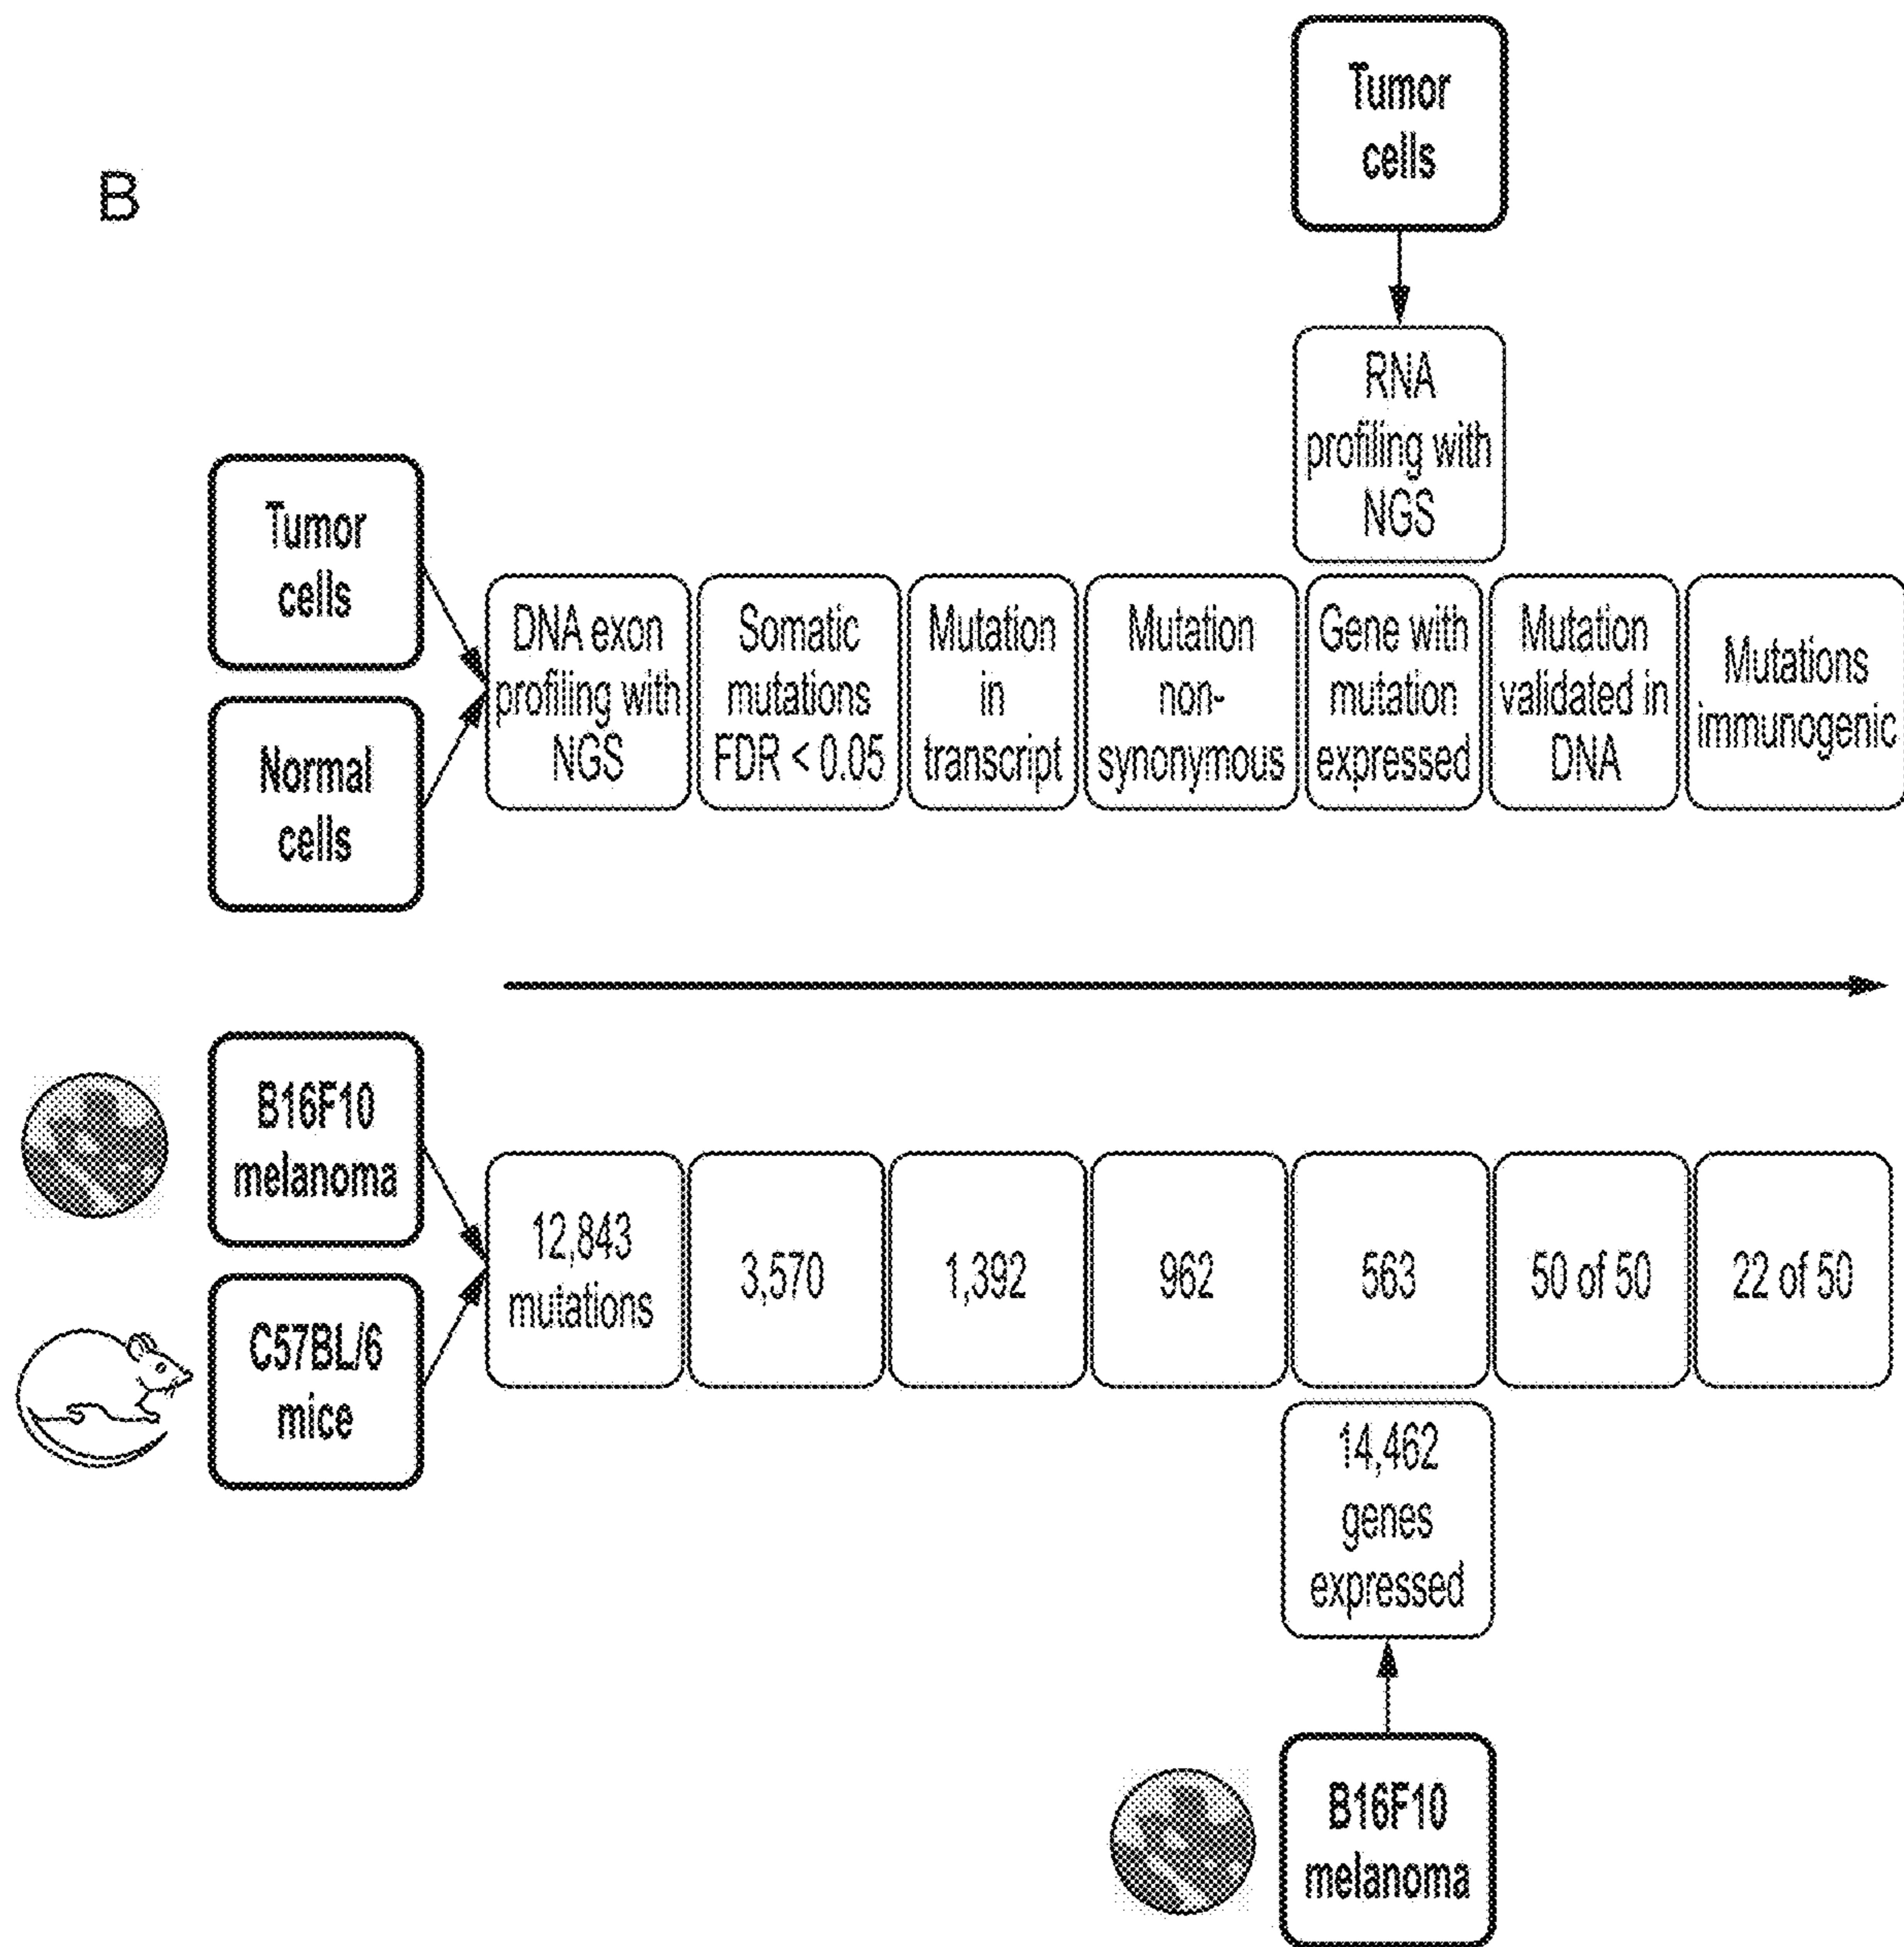 B
Tumor
cells
RNA
profiling with
NGS
Tumor
cells
Normal
cells
DNA exon
profiling with
NGS
Somatic
mutations
FDR < 0.05
Mutation
in
transcript
Mutation
non-
synonymous
Gene with
mutation
expressed
Mutation
validated in
DNA
Mutations
immunogenic
B16F10
melanoma
C57BL/6
mice
12,843
mutations
3,570
1,392
962
563
50 of 50
22 of 50
14,462
genes
expressed
B16F10
melanoma